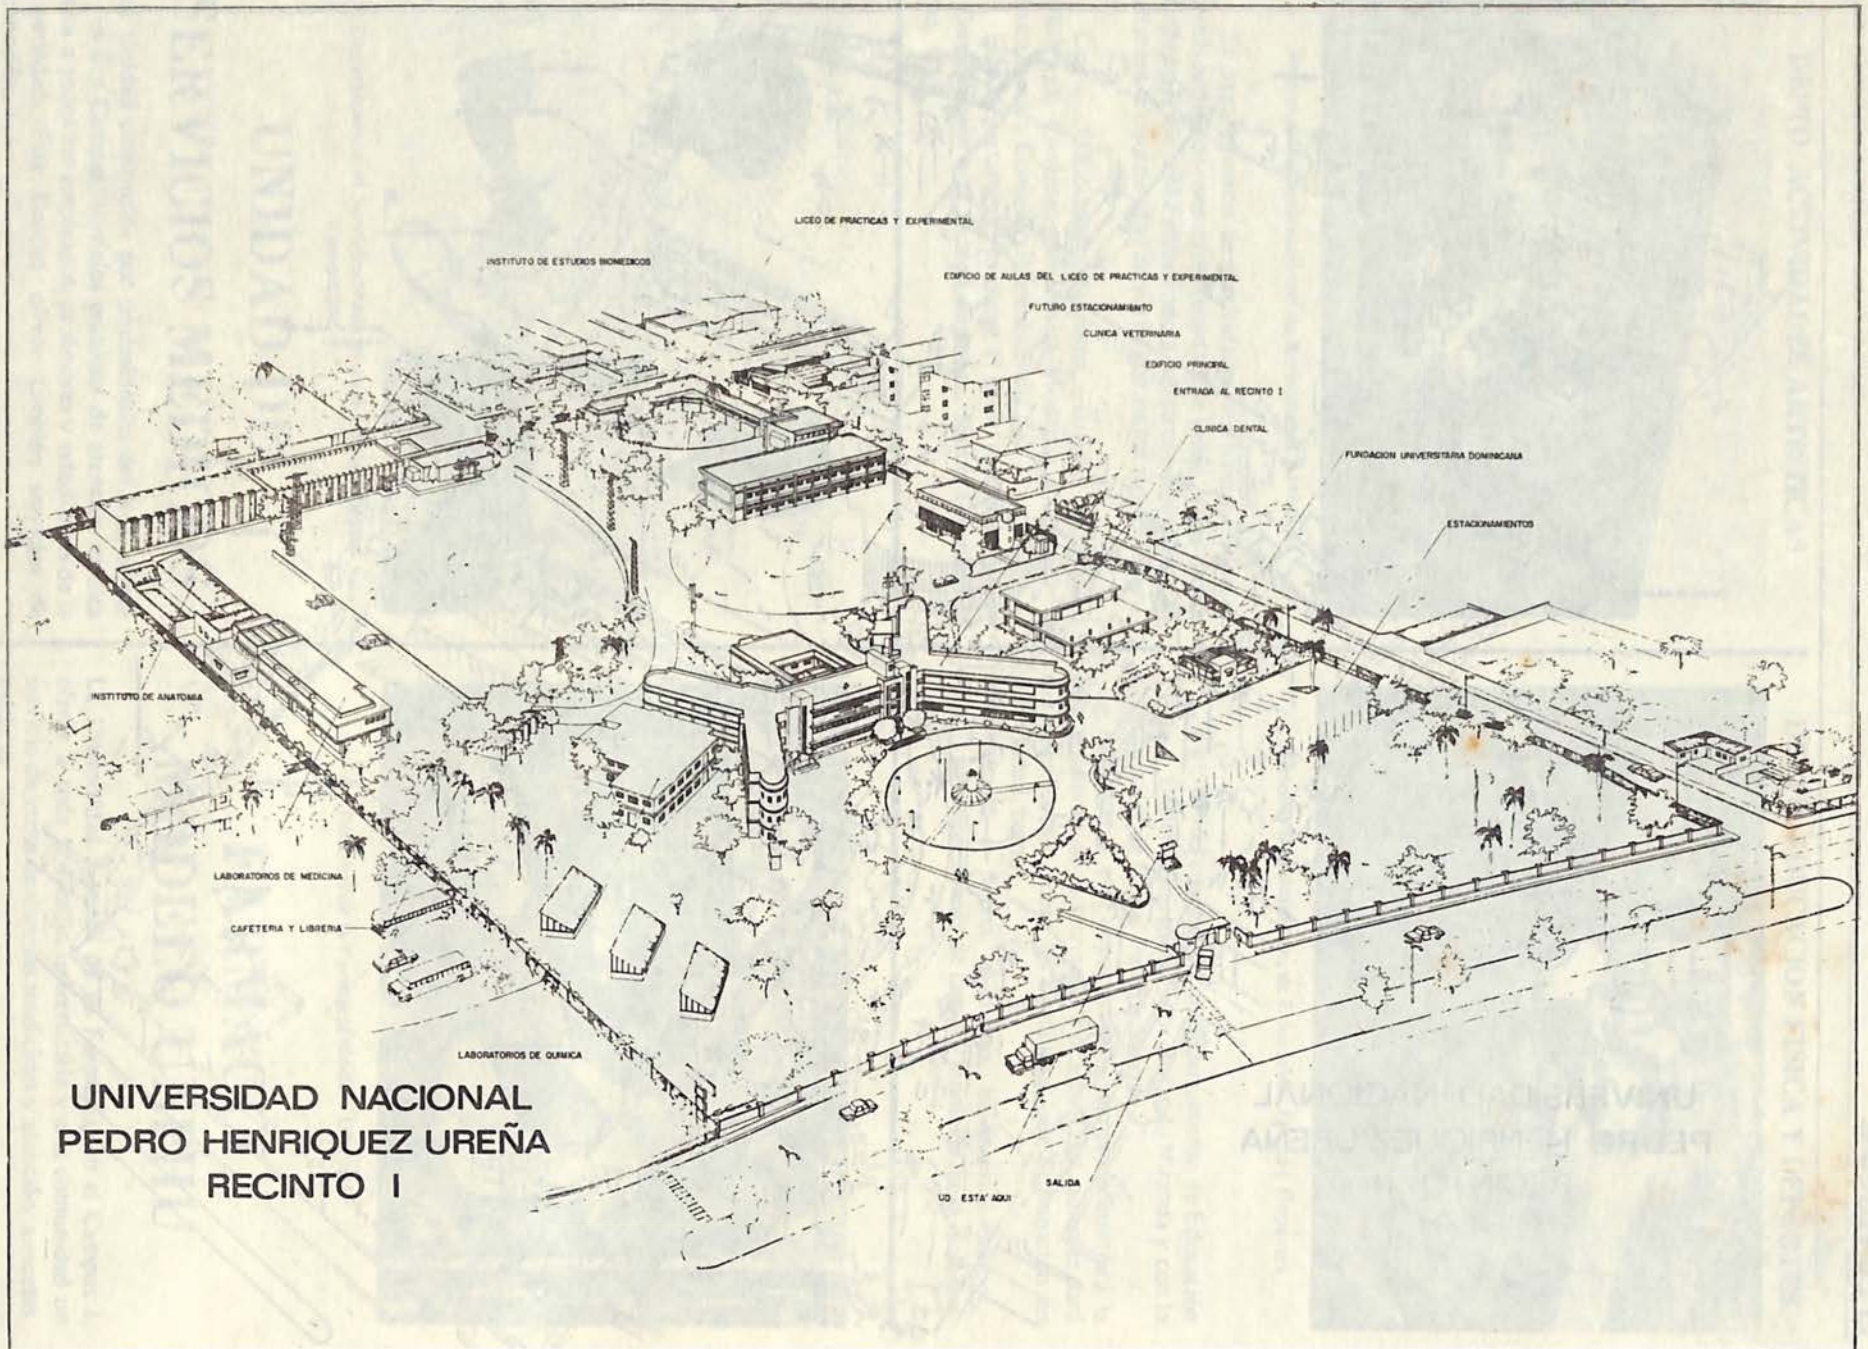 LICEO DE PRACTICAS Y EXPERIMENTAL
INSTITUTO DE ESTUDIOS BIOMEDICOS
EDIFICIO DE AULAS DEL LICEO DE PRACTICAS Y EXPERIMENTAL
FUTURO ESTACIONAMIENTO
CLINICA VETERINARIA
EDIFICIO PRINCIPAL
ENTRADA AL RECINTO I
CLINICA DENTAL
FUNDACION UNIVERSITARIA DOMINICANA
ESTACIONAMIENTOS
INSTITUTO DE ANATOMIA
LABORATORIOS DE MEDICINA
CAFETERIA Y LIBRERIA
LABORATORIOS DE QUIMICA
UNIVERSIDAD NACIONAL
PEDRO HENRIQUEZ UREÑA
RECINTO I
SALIDA
UD ESTA' AQUI